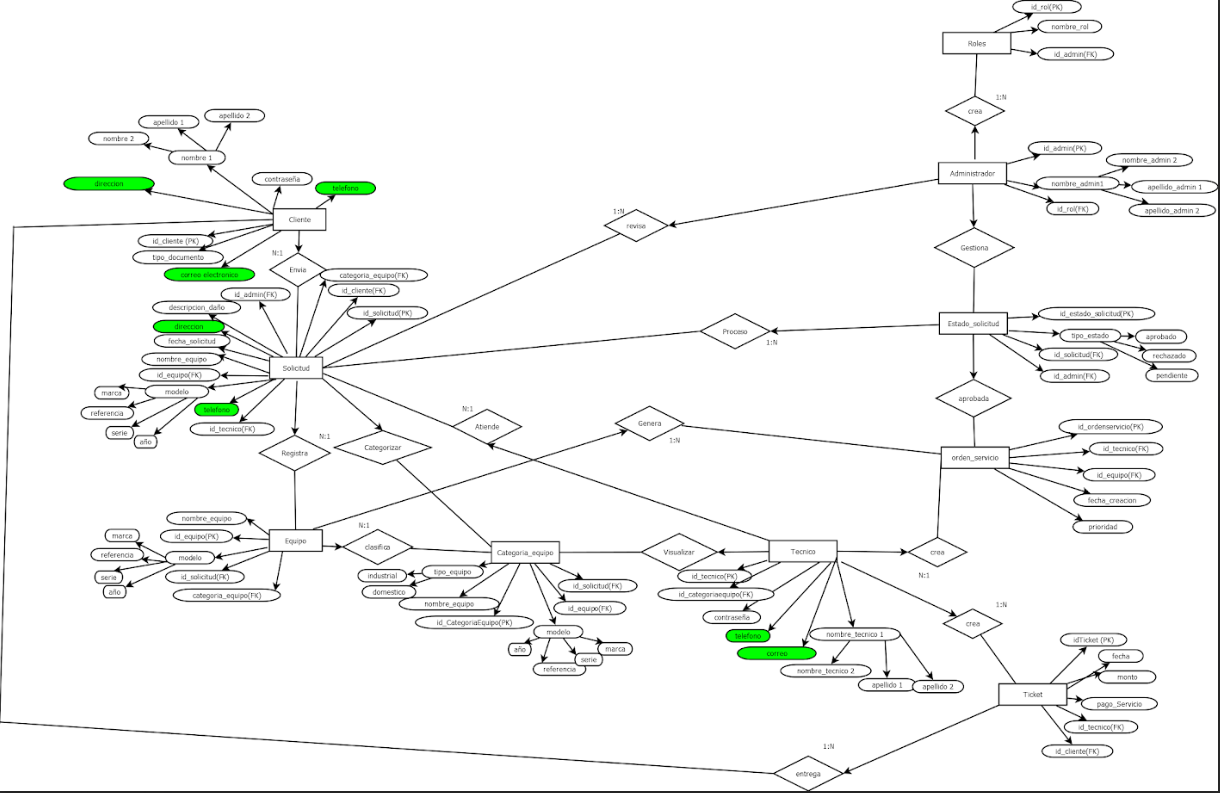 id_rol(PK)
nombre_rol
Roles
id_admin(FK)
1:N
crea
apellido 1
apellido 2
nombre 2
nombre 1
id_admin(PK)
nombre_admin 2
Administrador
nombre_admin1
apellido_admin 1
id_rol(FK)
apellido_admin 2
direccion
contraseña
telefono
Cliente
1:N
revisa
id_cliente (PK)
tipo_documento
correo electronico
N:1
Envia
Gestiona
categoria_equipo(FK)
id_admin(FK)
id_cliente(FK)
descripcion_daño
id_solicitud(PK)
direccion
fecha_solicitud
nombre_equipo
Solicitud
id_equipo(FK)
modelo
marca
referencia
serie
año
telefono
id_tecnico(FK)
Proceso
1:N
Estado_solicitud
id_estado_solicitud(PK)
tipo_estado
aprobado
id_solicitud(FK)
rechazado
id_admin(FK)
pendiente
aprobada
N:1
Atiende
Genera
1:N
N:1
Registra
Categorizar
orden_servicio
id_ordenservicio(PK)
id_tecnico(FK)
id_equipo(FK)
fecha_creacion
prioridad
nombre_equipo
id_equipo(PK)
Equipo
marca
referencia
modelo
seria
año
id_solicitud(FK)
categoria_equipo(FK)
N:1
clasifica
Categoria_equipo
industrial
tipo_equipo
domestico
nombre_equipo
id_CategoriaEquipo(PK)
id_solicitud(FK)
id_equipo(FK)
modelo
año
marca
serie
referencia
Visualizar
Tecnico
id_tecnico(PK)
id_categoriaequipo(FK)
contraseña
telefono
correo
nombre_tecnico 1
nombre_tecnico 2
apellido 1
apellido 2
crea
N:1
1:N
crea
Ticket
idTicket (PK)
fecha
monto
pago_Servicio
id_tecnico(FK)
id_cliente(FK)
1:N
entrega